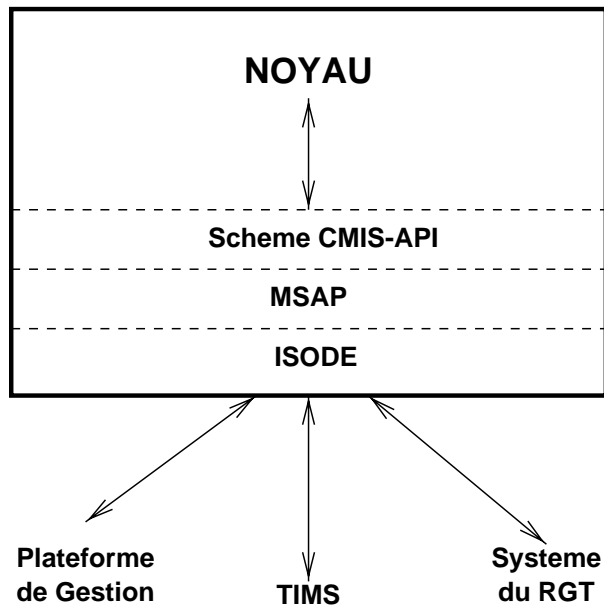 NOYAU
Scheme CMIS-API
MSAP
ISODE
Plateforme
de Gestion
TIMS
Systeme
du RGT